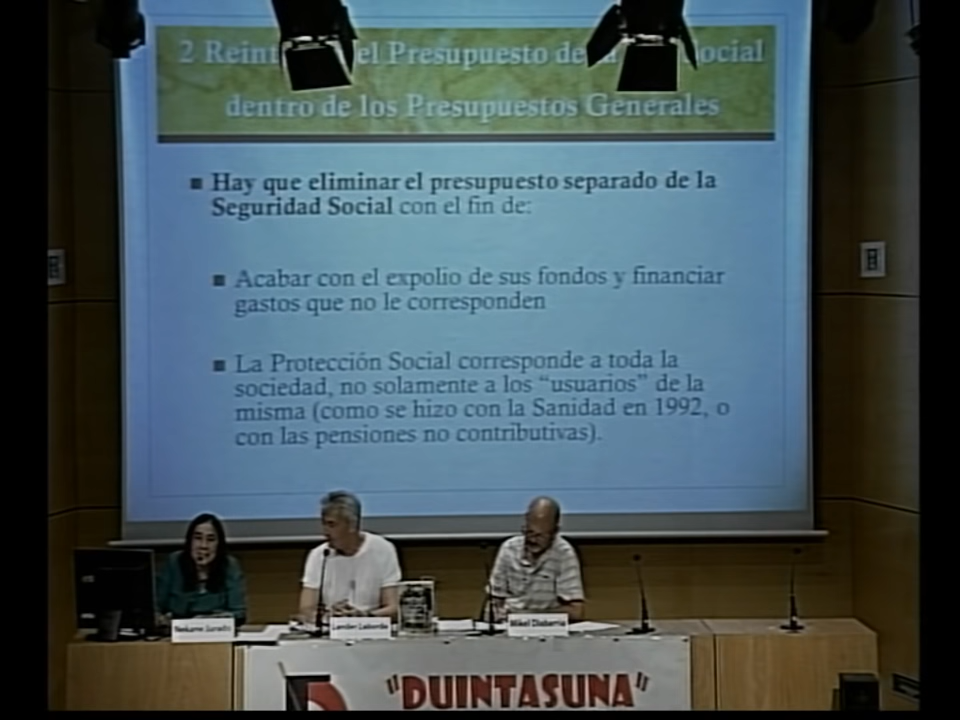 2 el Presupuesto
dentro de los Presupuestos Generales
Hay que eliminar el presupuesto separado de la
Seguridad Social con el fin de:
Acabar con el expolio de sus fondos y financiar
gastos que no le corresponden
La Protección Social corresponde a toda la
sociedad, no solamente a los “usuarios” de la
misma (como se hizo con la Sanidad en 1992, o
con las pensiones no contributivas).
"DUINTASUNA"